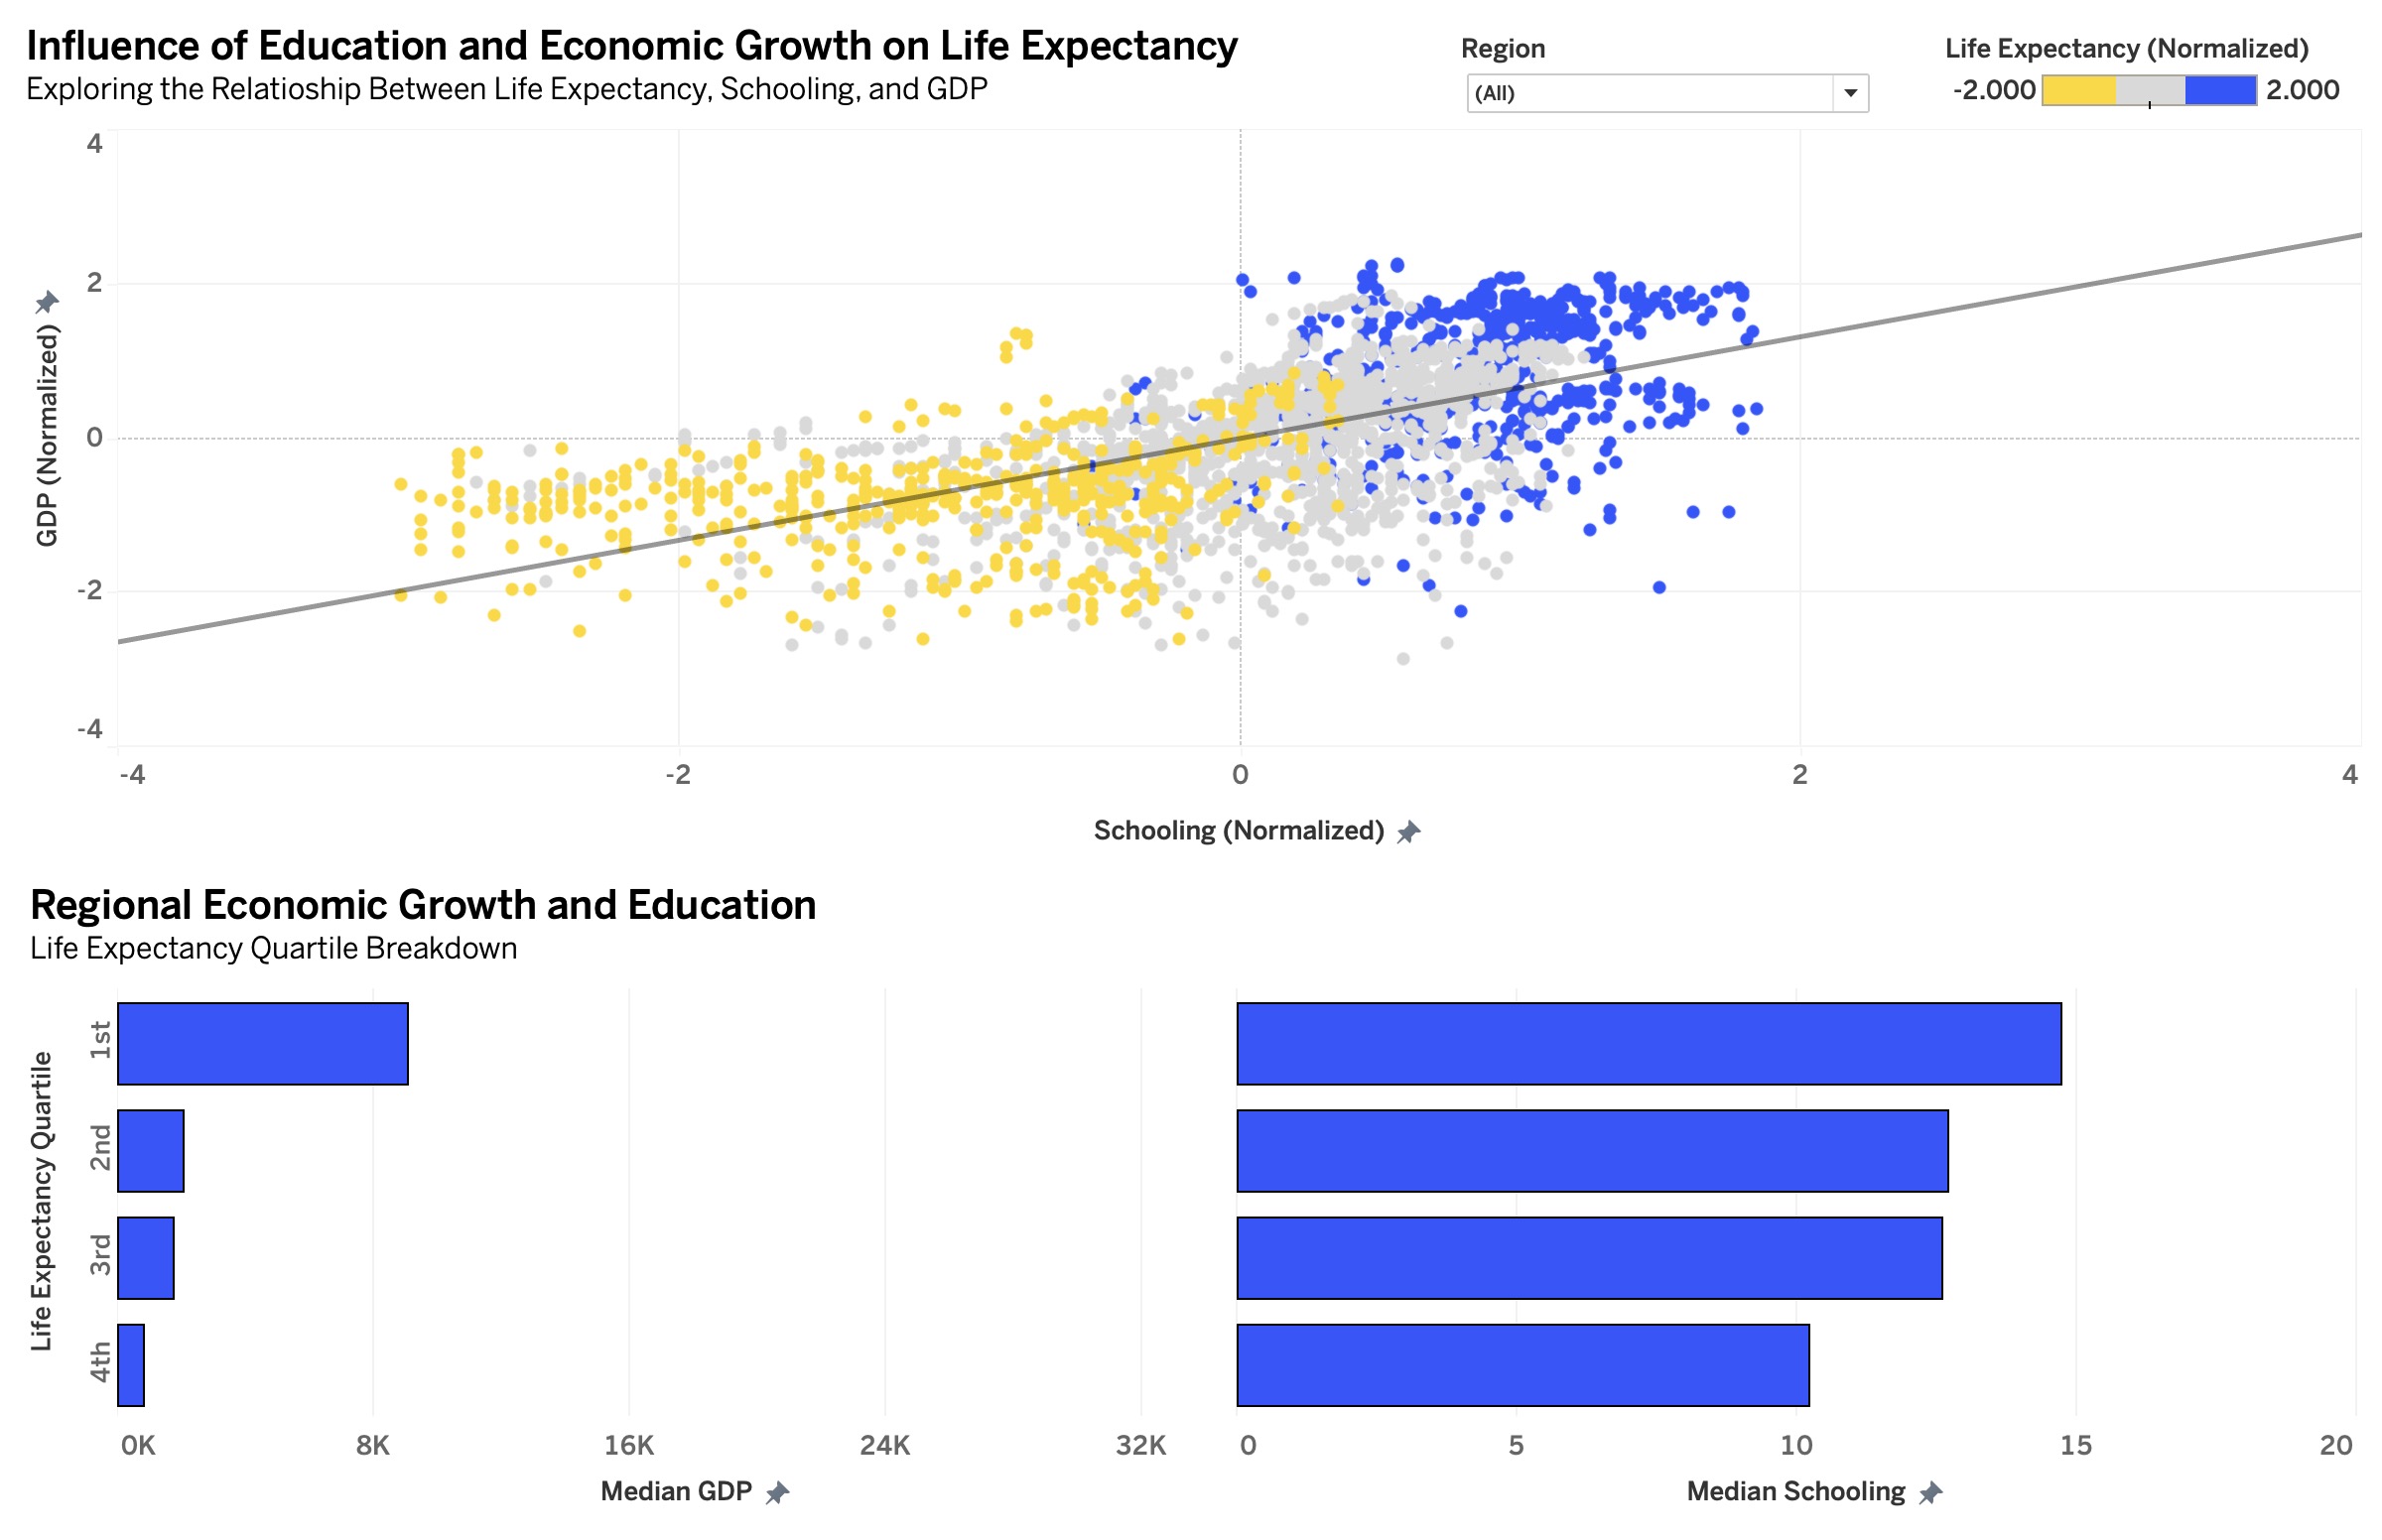 Influence of Education and Economic Growth on Life Expectancy
Exploring the Relatioship Between Life Expectancy, Schooling, and GDP
Region
(All)
Life Expectancy (Normalized)
-2.000 2.000
GDP (Normalized)
4
2
0
-2
-4
-4 -2 0 2 4
Schooling (Normalized)
Regional Economic Growth and Education
Life Expectancy Quartile Breakdown
Life Expectancy Quartile
1st
2nd
3rd
4th
0K 8K 16K 24K 32K
0 5 10 15 20
Median GDP
Median Schooling